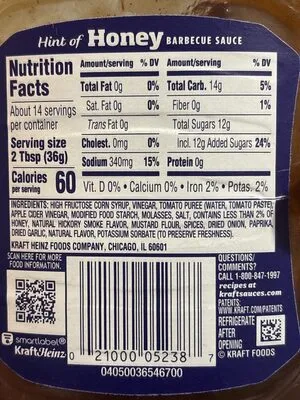 Hint of Honey BARBECUE SAUCE
Nutrition Facts
About 14 servings
per container
Serving size
2 Tbsp (36g)
Calories 60
per serving
Amount/serving % DV Amount/serving % DV
Total Fat 0g 0% Total Carb. 14g 5%
Sat. Fat 0g 0% Fiber 0g 1%
Trans Fat 0g Total Sugars 12g
Cholest. 0mg 0% Incl. 12g Added Sugars 24%
Sodium 340mg 15% Protein 0g
Vit. D 0% • Calcium 0% • Iron 2% • Potas. 2%
INGREDIENTS: HIGH FRUCTOSE CORN SYRUP, VINEGAR, TOMATO PUREE (WATER, TOMATO PASTE),
APPLE CIDER VINEGAR, MODIFIED FOOD STARCH, MOLASSES, SALT, CONTAINS LESS THAN 2% OF
HONEY, NATURAL HICKORY SMOKE FLAVOR, MUSTARD FLOUR, SPICES, DRIED ONION, PAPRIKA,
DRIED GARLIC, NATURAL FLAVOR, POTASSIUM SORBATE (TO PRESERVE FRESHNESS).
KRAFT HEINZ FOODS COMPANY, CHICAGO, IL 60601
SCAN HERE FOR MORE
FOOD INFORMATION.
smartlabel®
KraftHeinz
0 21000 05238 7
04050036546700
QUESTIONS/
COMMENTS?
CALL 1-800-847-1997
recipes at
kraftsauces.com
PATENTS:
WWW.KRAFT.COM/PATENTS
REFRIGERATE
AFTER
OPENING
© KRAFT FOODS